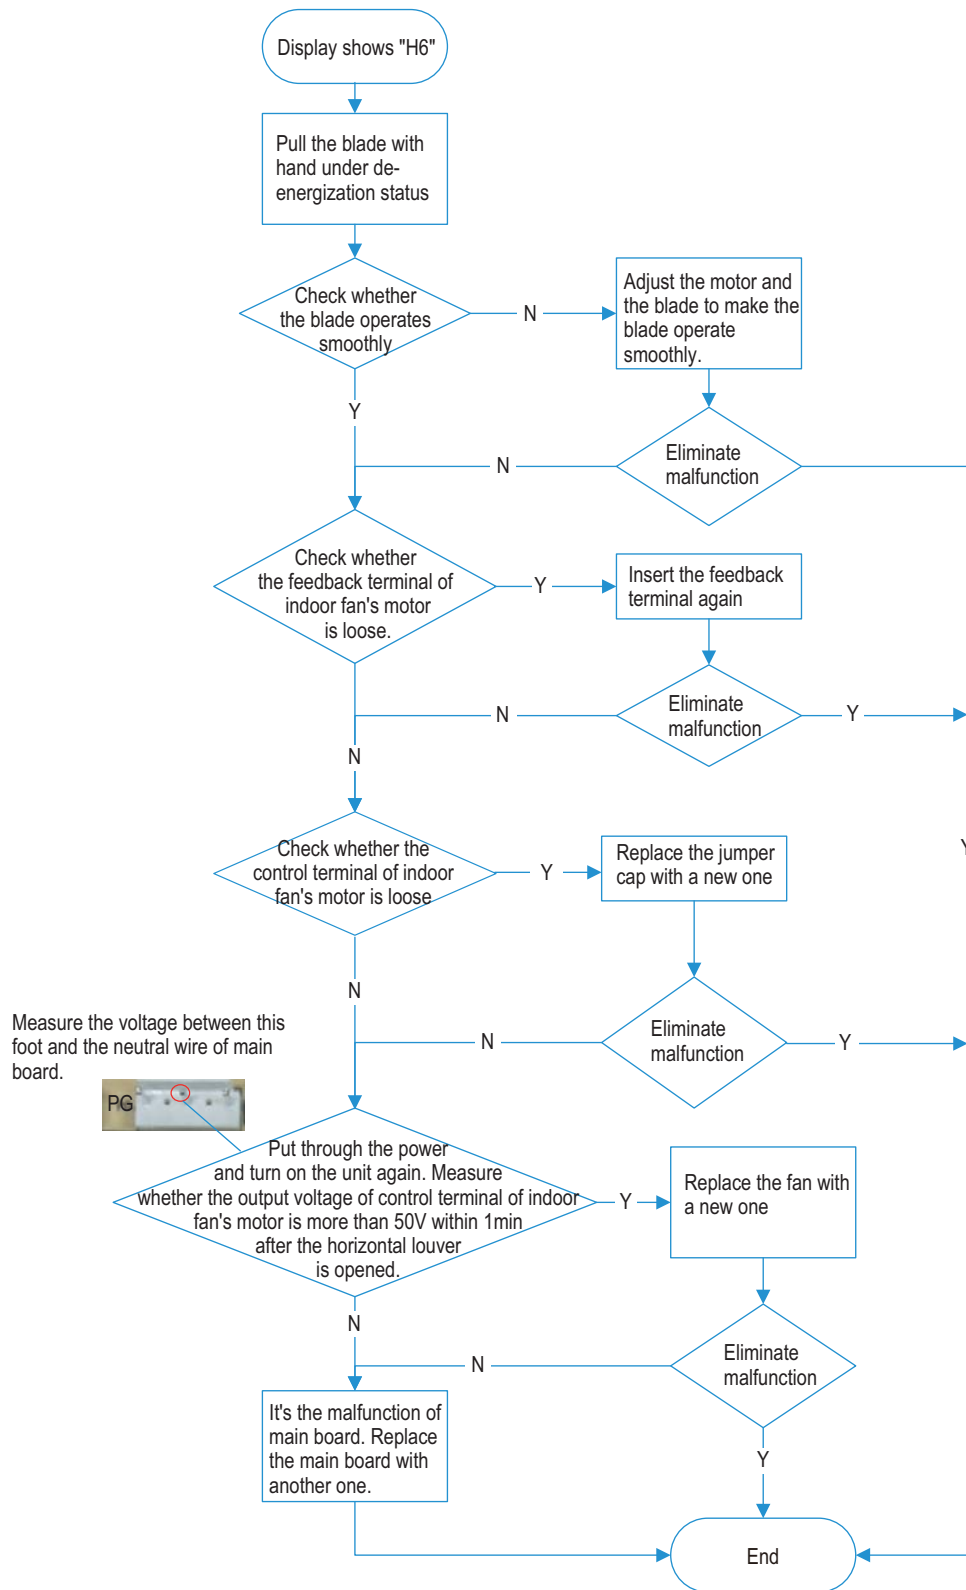 Display shows "H6"
Pull the blade with
hand under de-
energization status
Check whether
the blade operates
smoothly
N
Adjust the motor and
the blade to make the
blade operate
smoothly.
Y
Eliminate
malfunction
N
Check whether
the feedback terminal of
indoor fan's motor
is loose.
Y
Insert the feedback
terminal again
Eliminate
malfunction
N
Y
N
Check whether the
control terminal of indoor
fan's motor is loose
Y
Replace the jumper
cap with a new one
Y
N
Eliminate
malfunction
N
Y
Measure the voltage between this
foot and the neutral wire of main
board.
PG
Put through the power
and turn on the unit again. Measure
whether the output voltage of control terminal of indoor
fan's motor is more than 50V within 1min
after the horizontal louver
is opened.
Y
Replace the fan with
a new one
N
Eliminate
malfunction
N
It's the malfunction of
main board. Replace
the main board with
another one.
Y
End